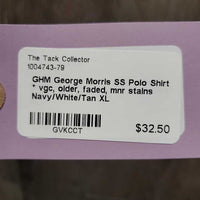 The Tack Collector
1004743-79
GHM George Morris SS Polo Shirt
* vgc, older, faded, mnr stains
Navy/White/Tan XL
GVKCCT
$32.50